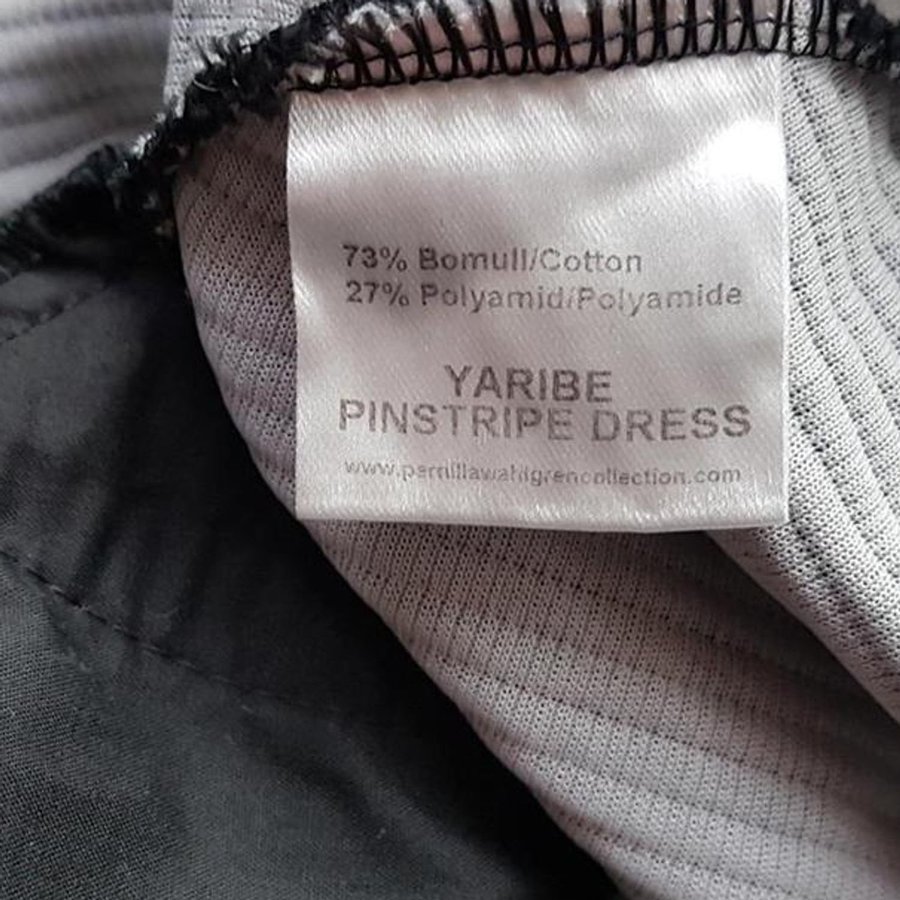 73% Bomull/Cotton
27% Polyamid/Polyamide
YARIBE
PINSTRIPE DRESS
www.pernillawahlgrencollection.com